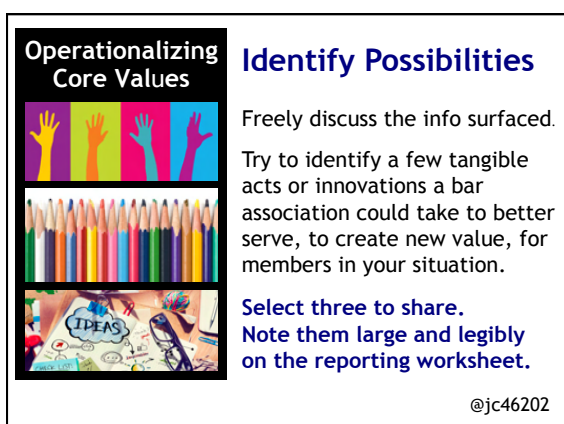 Operationalizing
Core Values
IDEAS
Identify Possibilities
Freely discuss the info surfaced.
Try to identify a few tangible
acts or innovations a bar
association could take to better
serve, to create new value, for
members in your situation.
Select three to share.
Note them large and legibly
on the reporting worksheet.
@jc46202